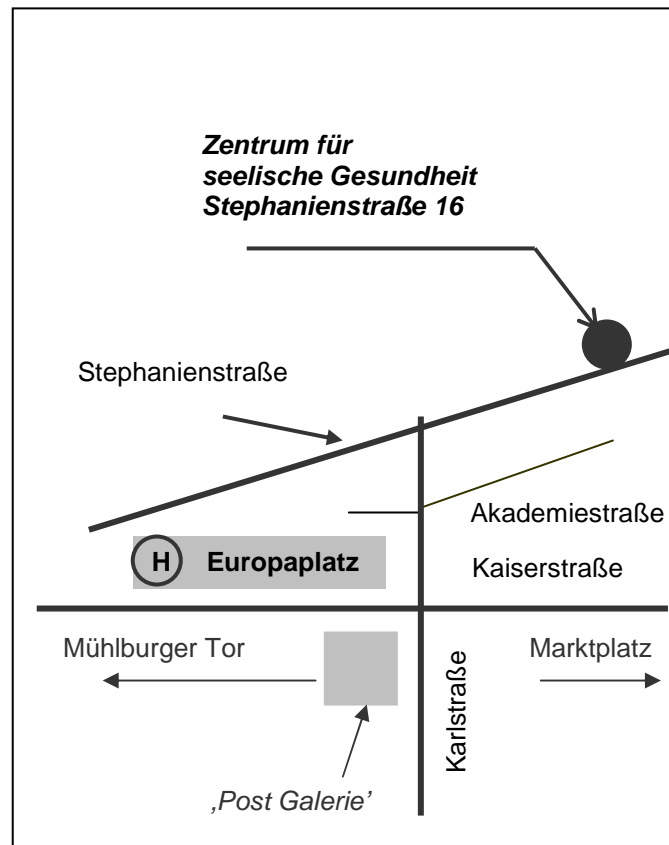 Zentrum für
seelische Gesundheit
Stephanienstraße 16
Stephanienstraße
Akademiestraße
H Europaplatz
Kaiserstraße
Mühlburger Tor
Marktplatz
Karlstraße
‚Post Galerie’